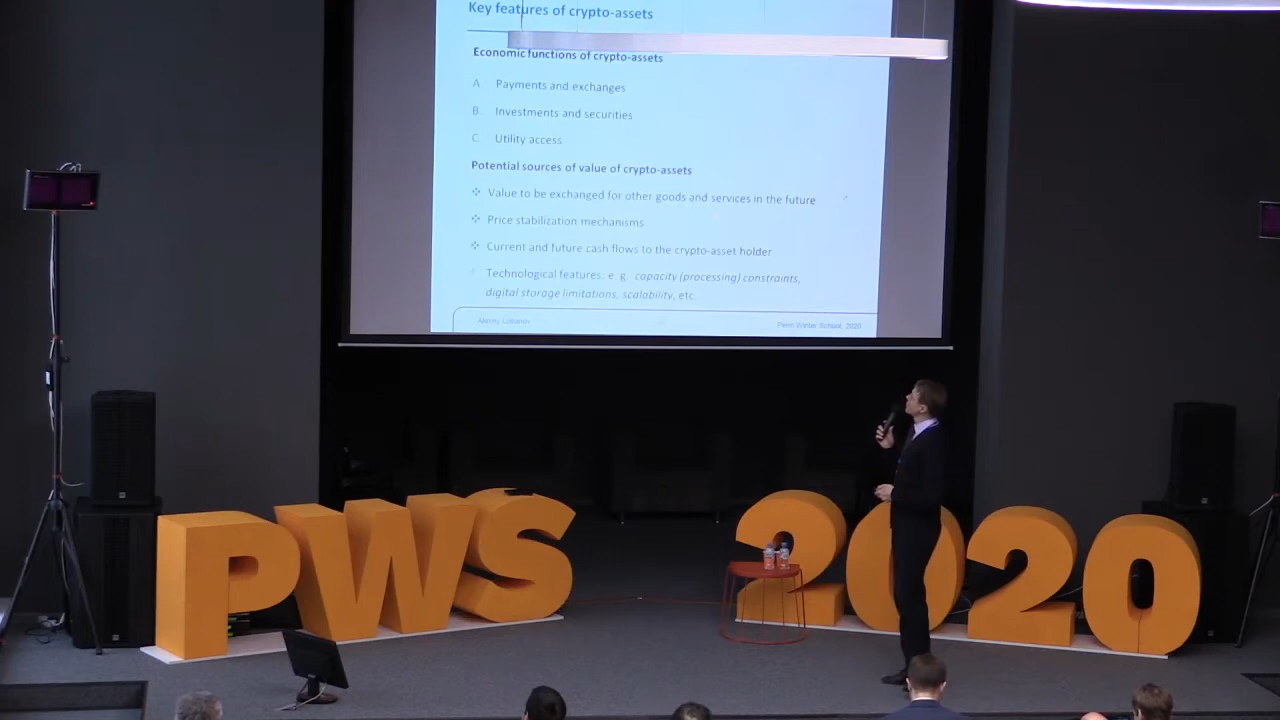 Key features of crypto-assets
Economic functions of crypto-assets
A Payments and exchanges
B. Investments and securities
C. Utility access
Potential sources of value of crypto-assets
Value to be exchanged for other goods and services in the future
Price stabilization mechanisms
Current and future cash flows to the crypto-asset holder
Technological features: e. g. capacity (processing) constraints,
digital storage limitations, scalability, etc.
Alexey Lobanov
Perm Winter School, 2020
PWS 2020